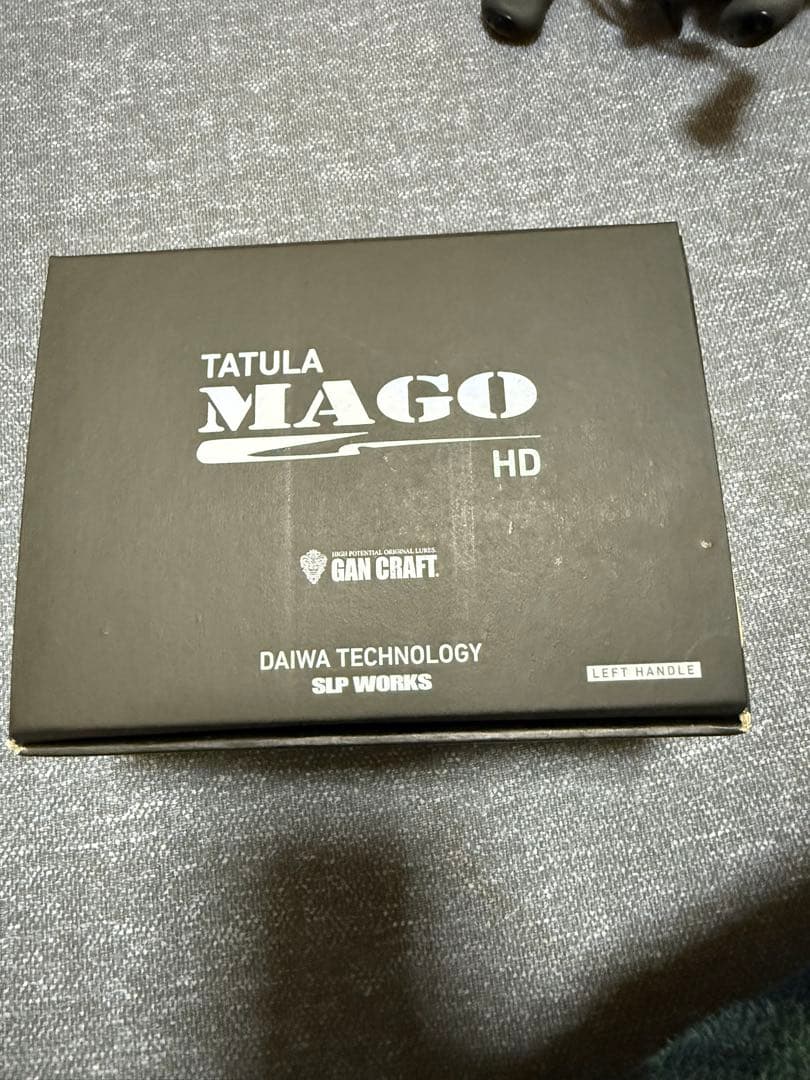 TATULA
MAGO
HD
HIGH POTENTIAL ORIGINAL LURES.
GAN CRAFT®
DAIWA TECHNOLOGY
SLP WORKS
LEFT HANDLE